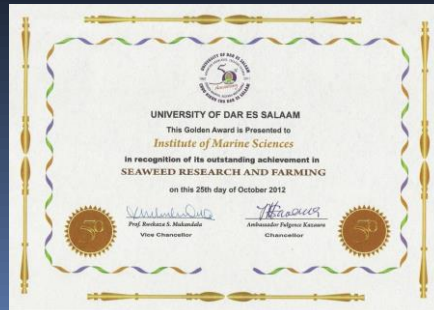 UNIVERSITY OF DAR ES SALAAM
This Golden Award is Presented to
Institute of Marine Sciences
in recognition of its outstanding achievement in
SEAWEED RESEARCH AND FARMING
on this 25th day of October 2012
Prof. Rwekaza S. Mukandala
Ambassador Fulgence Kazaura
Vice Chancellor
Chancellor